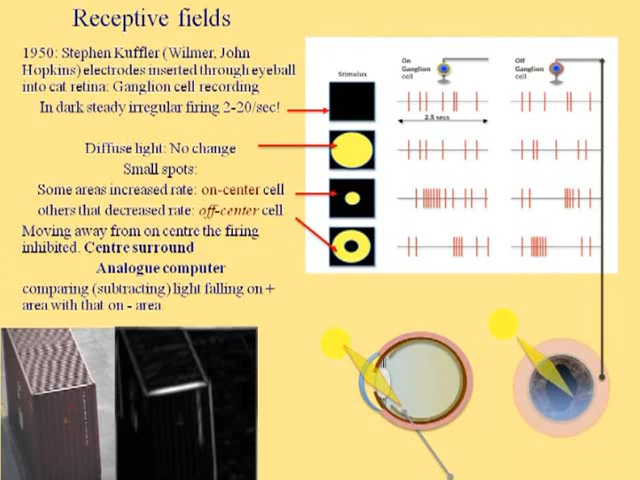 Receptive fields
1950: Stephen Kuffler (Wilmer, John
Hopkins) electrodes inserted through eyeball
into cat retina: Ganglion cell recording
In dark steady irregular firing 2-20/sec!
Diffuse light: No change
Small spots:
Some areas increased rate: on-center cell
others that decreased rate: off-center cell
Moving away from on centre the firing
inhibited. Centre surround
Analogue computer
comparing (subtracting) light falling on +
area with that on - area
Stimulus
On
Ganglion
cell
Off
Ganglion
cell
2.5 secs